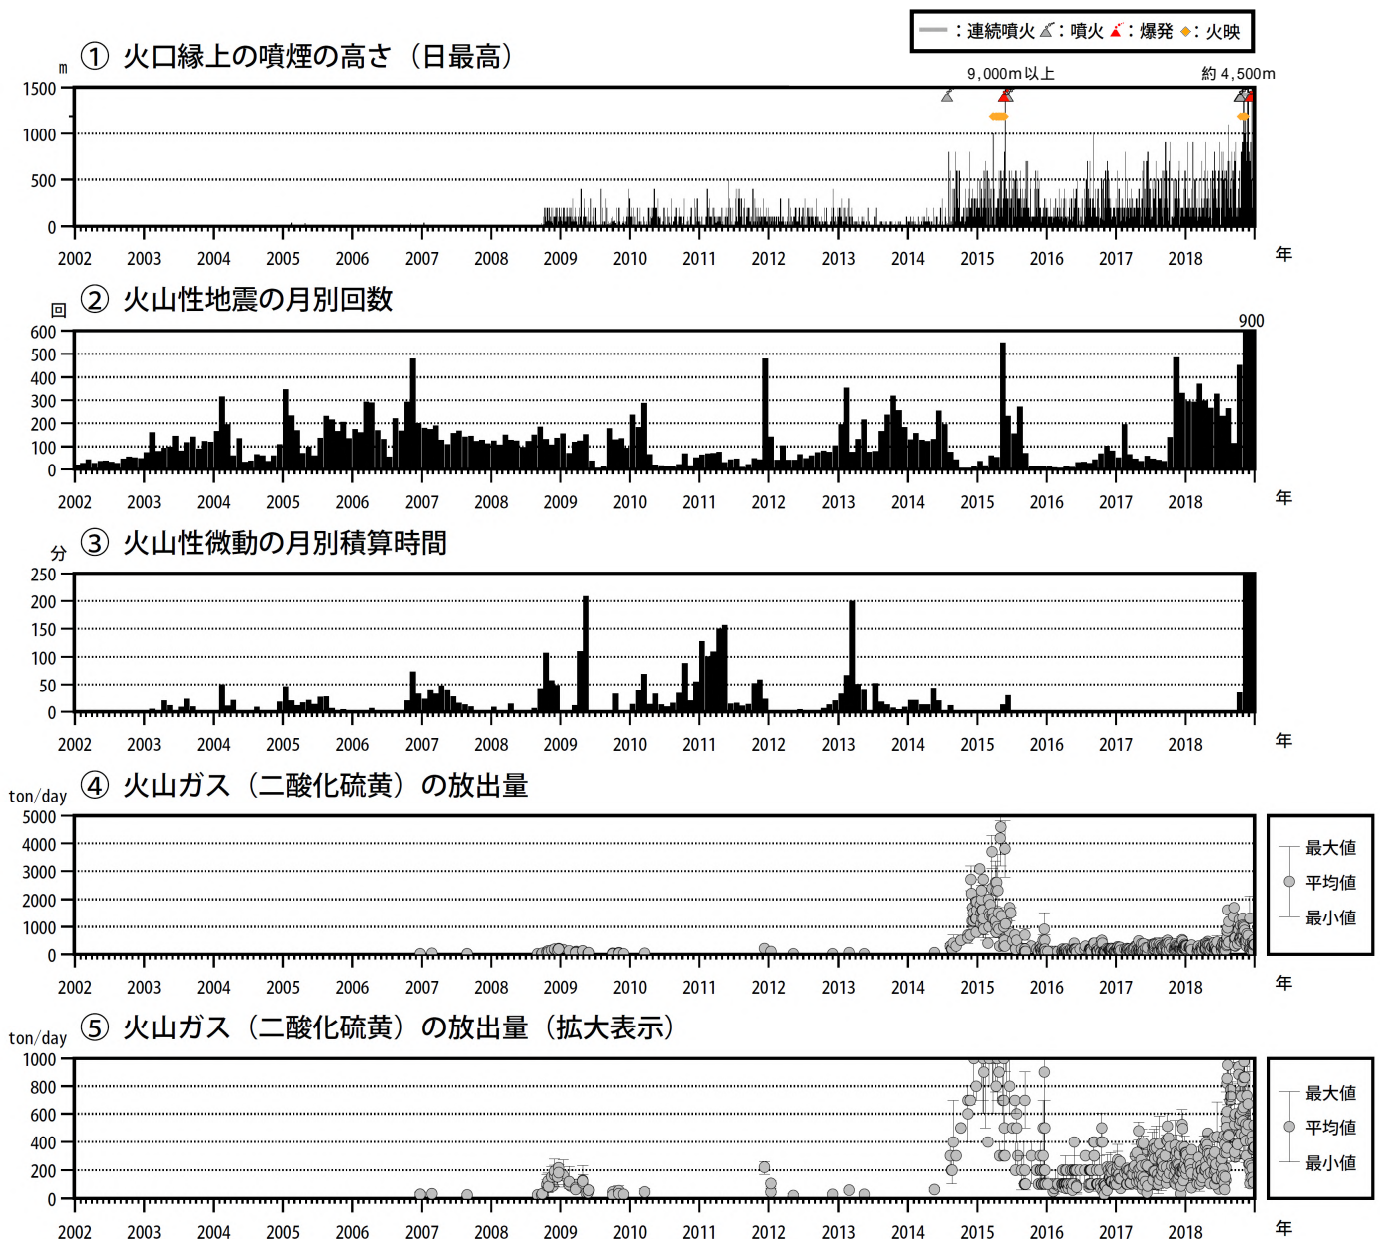 ：連続噴火 ：噴火 ：爆発 ：火映
① 火口縁上の噴煙の高さ（日最高）
m
9,000m以上 約 4,500m
1500
1000
500
0
2002 2003 2004 2005 2006 2007 2008 2009 2010 2011 2012 2013 2014 2015 2016 2017 2018 年
② 火山性地震の月別回数
回
900
600
500
400
300
200
100
0
2002 2003 2004 2005 2006 2007 2008 2009 2010 2011 2012 2013 2014 2015 2016 2017 2018 年
③ 火山性微動の月別積算時間
分
250
200
150
100
50
0
2002 2003 2004 2005 2006 2007 2008 2009 2010 2011 2012 2013 2014 2015 2016 2017 2018 年
④ 火山ガス（二酸化硫黄）の放出量
ton/day
5000
4000
3000
2000
1000
0
最大値
平均値
最小値
2002 2003 2004 2005 2006 2007 2008 2009 2010 2011 2012 2013 2014 2015 2016 2017 2018 年
⑤ 火山ガス（二酸化硫黄）の放出量（拡大表示）
ton/day
1000
800
600
400
200
0
最大値
平均値
最小値
2002 2003 2004 2005 2006 2007 2008 2009 2010 2011 2012 2013 2014 2015 2016 2017 2018 年